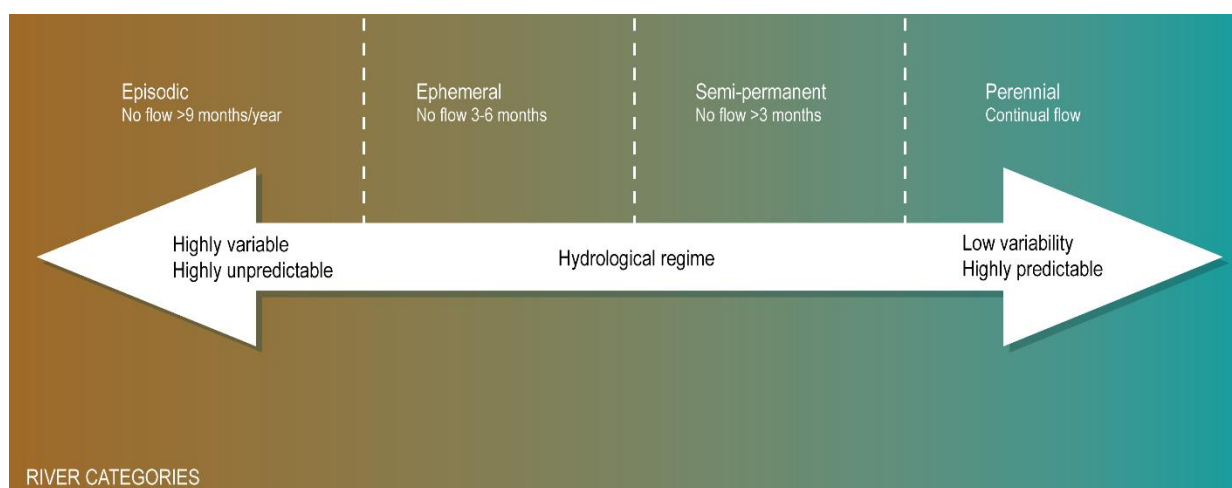 Episodic
No flow >9 months/year
Ephemeral
No flow 3-6 months
Semi-permanent
No flow >3 months
Perennial
Continual flow
Highly variable
Highly unpredictable
Hydrological regime
Low variability
Highly predictable
RIVER CATEGORIES